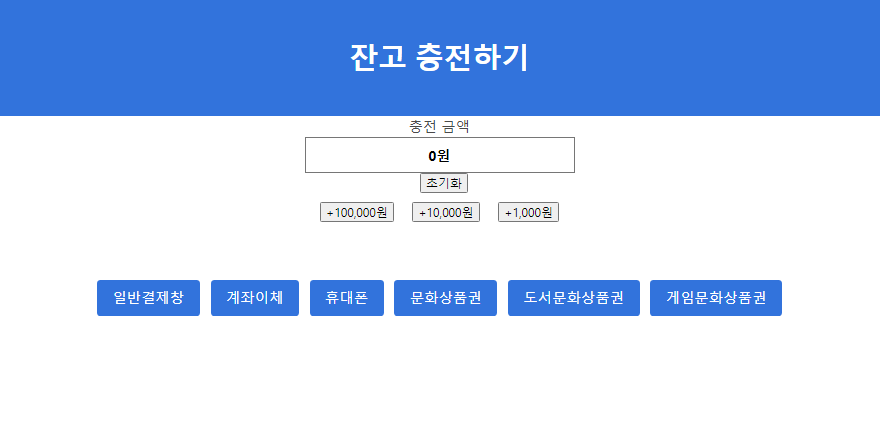 잔고 충전하기
충전 금액
0원
초기화
+100,000원 +10,000원 +1,000원
일반결제창 계좌이체 휴대폰 문화상품권 도서문화상품권 게임문화상품권